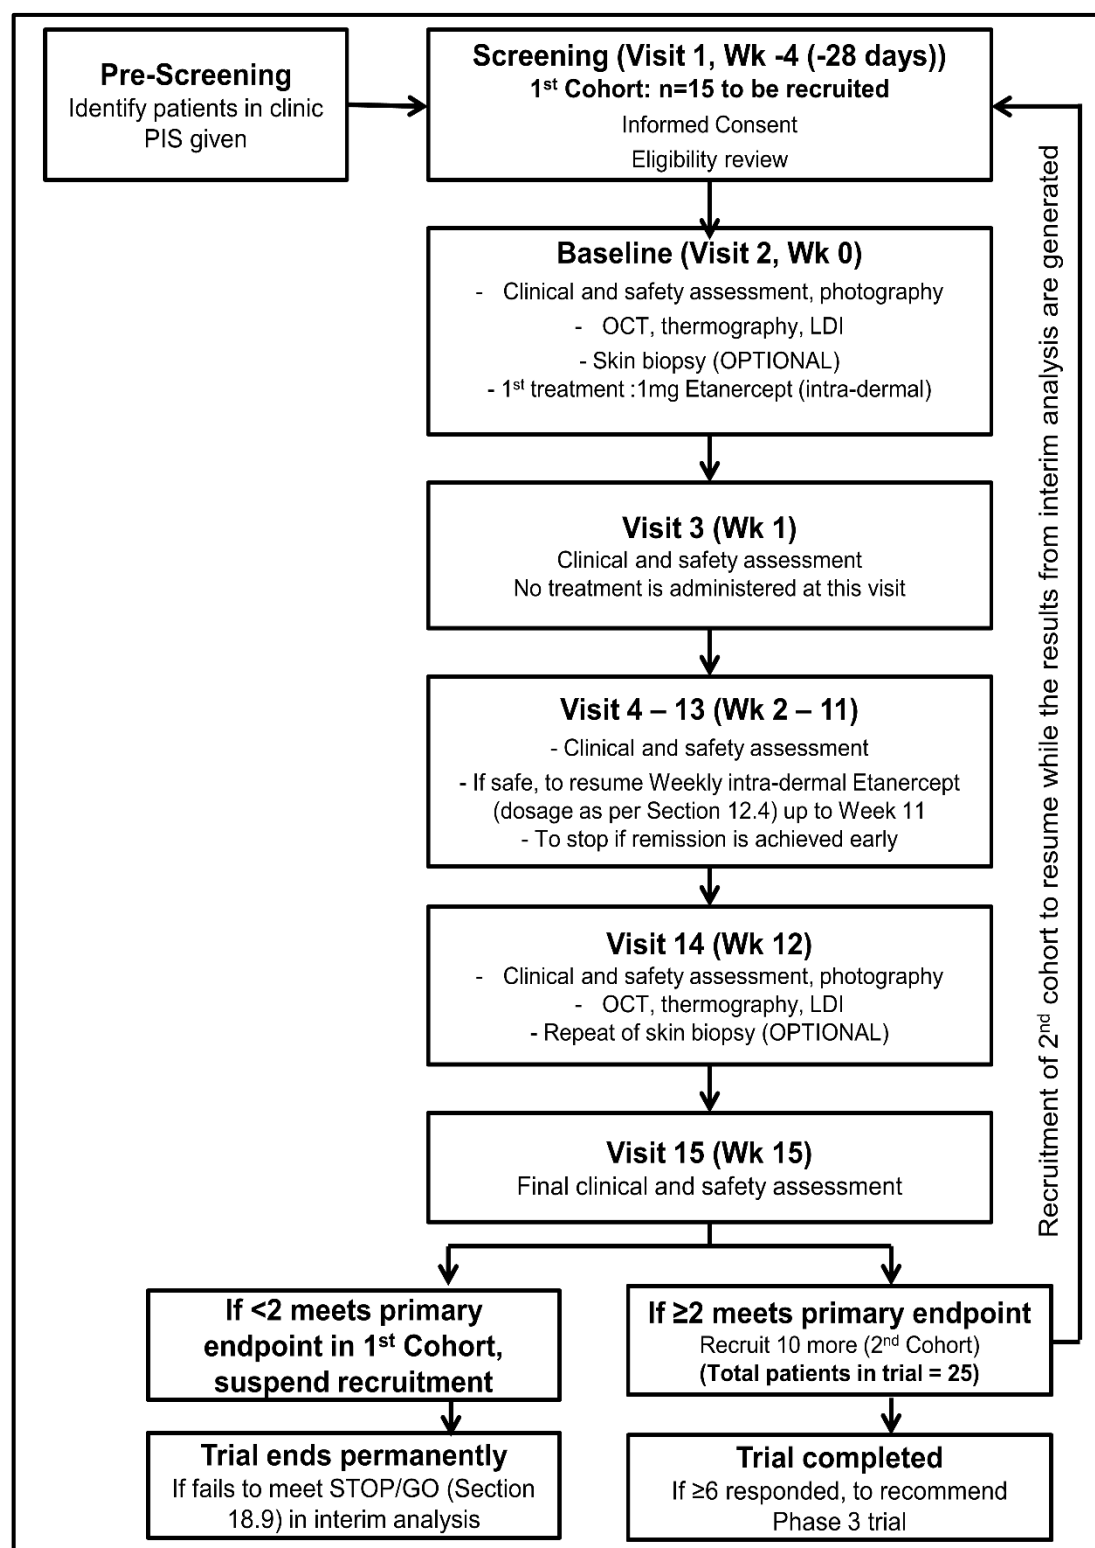 Pre-Screening
Identify patients in clinic
PIS given
Screening (Visit 1, Wk -4 (-28 days))
1st Cohort: n=15 to be recruited
Informed Consent
Eligibility review
Baseline (Visit 2, Wk 0)
- Clinical and safety assessment, photography
- OCT, thermography, LDI
- Skin biopsy (OPTIONAL)
- 1st treatment :1mg Etanercept (intra-dermal)
Visit 3 (Wk 1)
Clinical and safety assessment
No treatment is administered at this visit
Visit 4 – 13 (Wk 2 – 11)
- Clinical and safety assessment
- If safe, to resume Weekly intra-dermal Etanercept
(dosage as per Section 12.4) up to Week 11
- To stop if remission is achieved early
Visit 14 (Wk 12)
- Clinical and safety assessment, photography
- OCT, thermography, LDI
- Repeat of skin biopsy (OPTIONAL)
Visit 15 (Wk 15)
Final clinical and safety assessment
If <2 meets primary
endpoint in 1st Cohort,
suspend recruitment
Trial ends permanently
If fails to meet STOP/GO (Section
18.9) in interim analysis
If ≥2 meets primary endpoint
Recruit 10 more (2nd Cohort)
(Total patients in trial = 25)
Trial completed
If ≥6 responded, to recommend
Phase 3 trial
Recruitment of 2nd cohort to resume while the results from interim analysis are generated